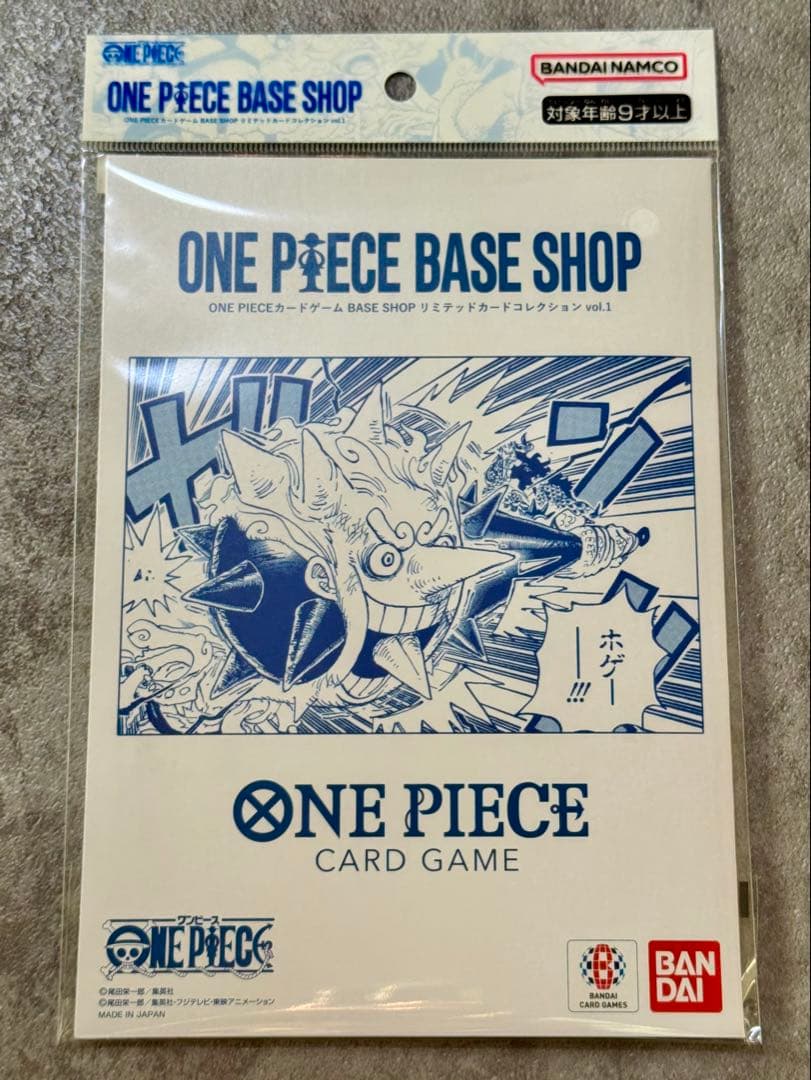 ONE PIECE
BANDAI NAMCO
ONE PIECE BASE SHOP
ONE PIECEカードゲーム BASE SHOP リミテッドカードコレクション vol.1
対象年齢9才以上
ONE PIECE BASE SHOP
ONE PIECEカードゲーム BASE SHOP リミテッドカードコレクション vol.1
ホゲー
ーー!!!
ONE PIECE
CARD GAME
ワンピース
ONE PIECE
©尾田栄一郎/集英社
©尾田栄一郎/集英社・フジテレビ・東映アニメーション
MADE IN JAPAN
B
BANDAI
CARD GAMES
BAN
DAI